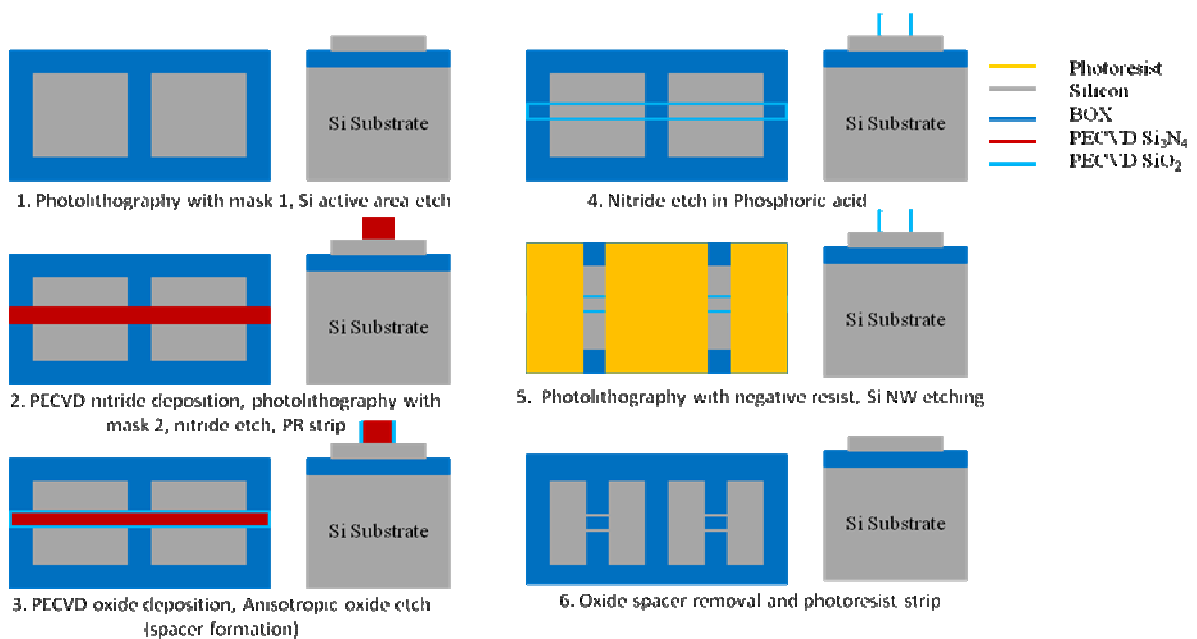 Si Substrate
1. Photolithography with mask 1, Si active area etch
Si Substrate
2. PECVD nitride deposition, photolithography with
mask 2, nitride etch, PR strip
Si Substrate
3. PECVD oxide deposition, Anisotropic oxide etch
(spacer formation)
Si Substrate
4. Nitride etch in Phosphoric acid
Si Substrate
5. Photolithography with negative resist, Si NW etching
Si Substrate
6. Oxide spacer removal and photoresist strip
Photoresist
Silicon
BOX
PECVD Si₃N₄
PECVD SiO₂